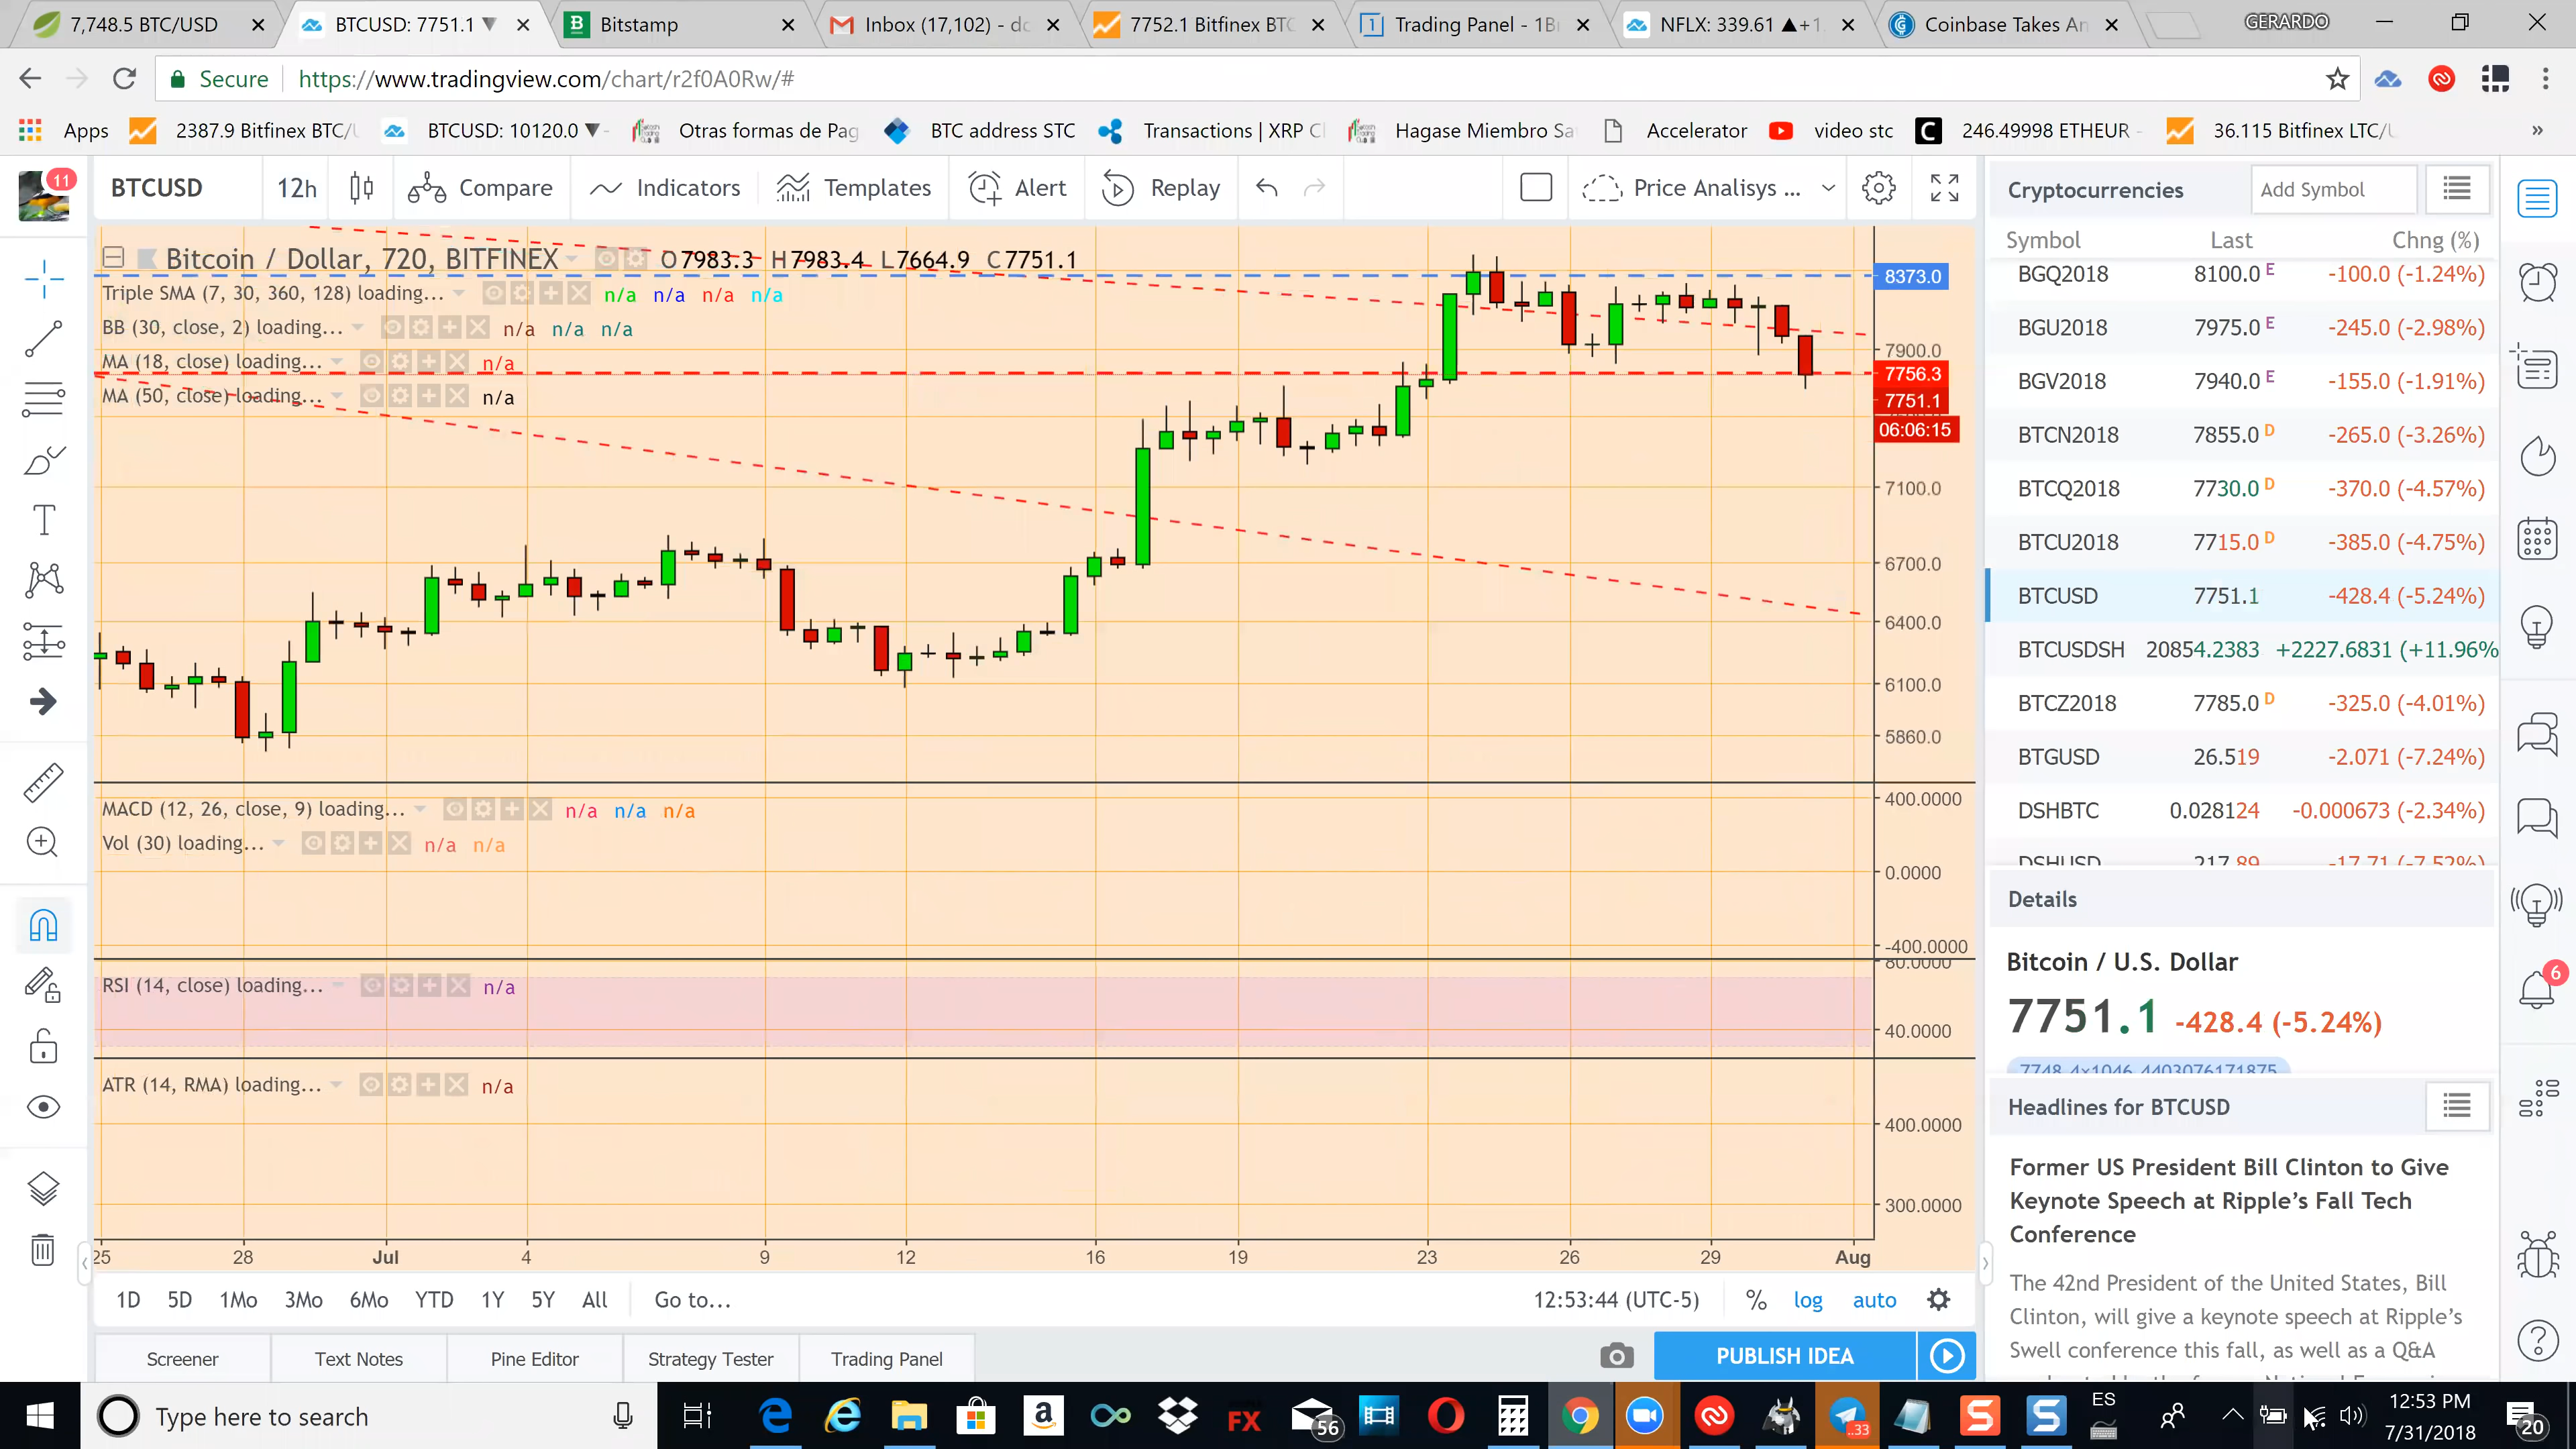 7,748.5 BTC/USD
BTCUSD: 7751.1 ▼
Bitstamp
Inbox (17,102) - do
7752.1 Bitfinex BTC
Trading Panel - 1B
NFLX: 339.61 ▲+1
Coinbase Takes An
GERARDO
Secure
https://www.tradingview.com/chart/r2f0A0Rw/#
Apps
2387.9 Bitfinex BTC/
BTCUSD: 10120.0 ▼-
Otras formas de Pag
BTC address STC
Transactions | XRP C
Hagase Miembro Sa
Accelerator
video stc
246.49998 ETHEUR -
36.115 Bitfinex LTC/
»
11
BTCUSD
12h
Compare
Indicators
Templates
Alert
Replay
Price Analisys ...
Bitcoin / Dollar, 720, BITFINEX O7983.3 H7983.4 L7664.9 C7751.1
Triple SMA (7, 30, 360, 128) loading... n/a n/a n/a n/a
BB (30, close, 2) loading... n/a n/a n/a
MA (18, close) loading... n/a
MA (50, close) loading... n/a
8373.0
7900.0
7756.3
7751.1
06:06:15
7100.0
6700.0
6400.0
6100.0
5860.0
MACD (12, 26, close, 9) loading... n/a n/a n/a
Vol (30) loading... n/a n/a
400.0000
0.0000
-400.0000
80.0000
RSI (14, close) loading... n/a
40.0000
ATR (14, RMA) loading... n/a
400.0000
300.0000
25 28 Jul 4 9 12 16 19 23 26 29 Aug
1D 5D 1Mo 3Mo 6Mo YTD 1Y 5Y All Go to...
12:53:44 (UTC-5) % log auto
Screener
Text Notes
Pine Editor
Strategy Tester
Trading Panel
PUBLISH IDEA
Cryptocurrencies
Add Symbol
Symbol Last Chng (%)
BGQ2018 8100.0 E -100.0 (-1.24%)
BGU2018 7975.0 E -245.0 (-2.98%)
BGV2018 7940.0 E -155.0 (-1.91%)
BTCN2018 7855.0 D -265.0 (-3.26%)
BTCQ2018 7730.0 D -370.0 (-4.57%)
BTCU2018 7715.0 D -385.0 (-4.75%)
BTCUSD 7751.1 -428.4 (-5.24%)
BTCUSDSH 20854.2383 +2227.6831 (+11.96%
BTCZ2018 7785.0 D -325.0 (-4.01%)
BTGUSD 26.519 -2.071 (-7.24%)
DSHBTC 0.028124 -0.000673 (-2.34%)
DSHUSD 217.89 -17.71 (-7.52%)
Details
Bitcoin / U.S. Dollar
7751.1 -428.4 (-5.24%)
7748.4×1046.4403076171875
Headlines for BTCUSD
Former US President Bill Clinton to Give
Keynote Speech at Ripple's Fall Tech
Conference
The 42nd President of the United States, Bill
Clinton, will give a keynote speech at Ripple's
Swell conference this fall, as well as a Q&A
6
Type here to search
FX
56
33
ES
12:53 PM
7/31/2018
20